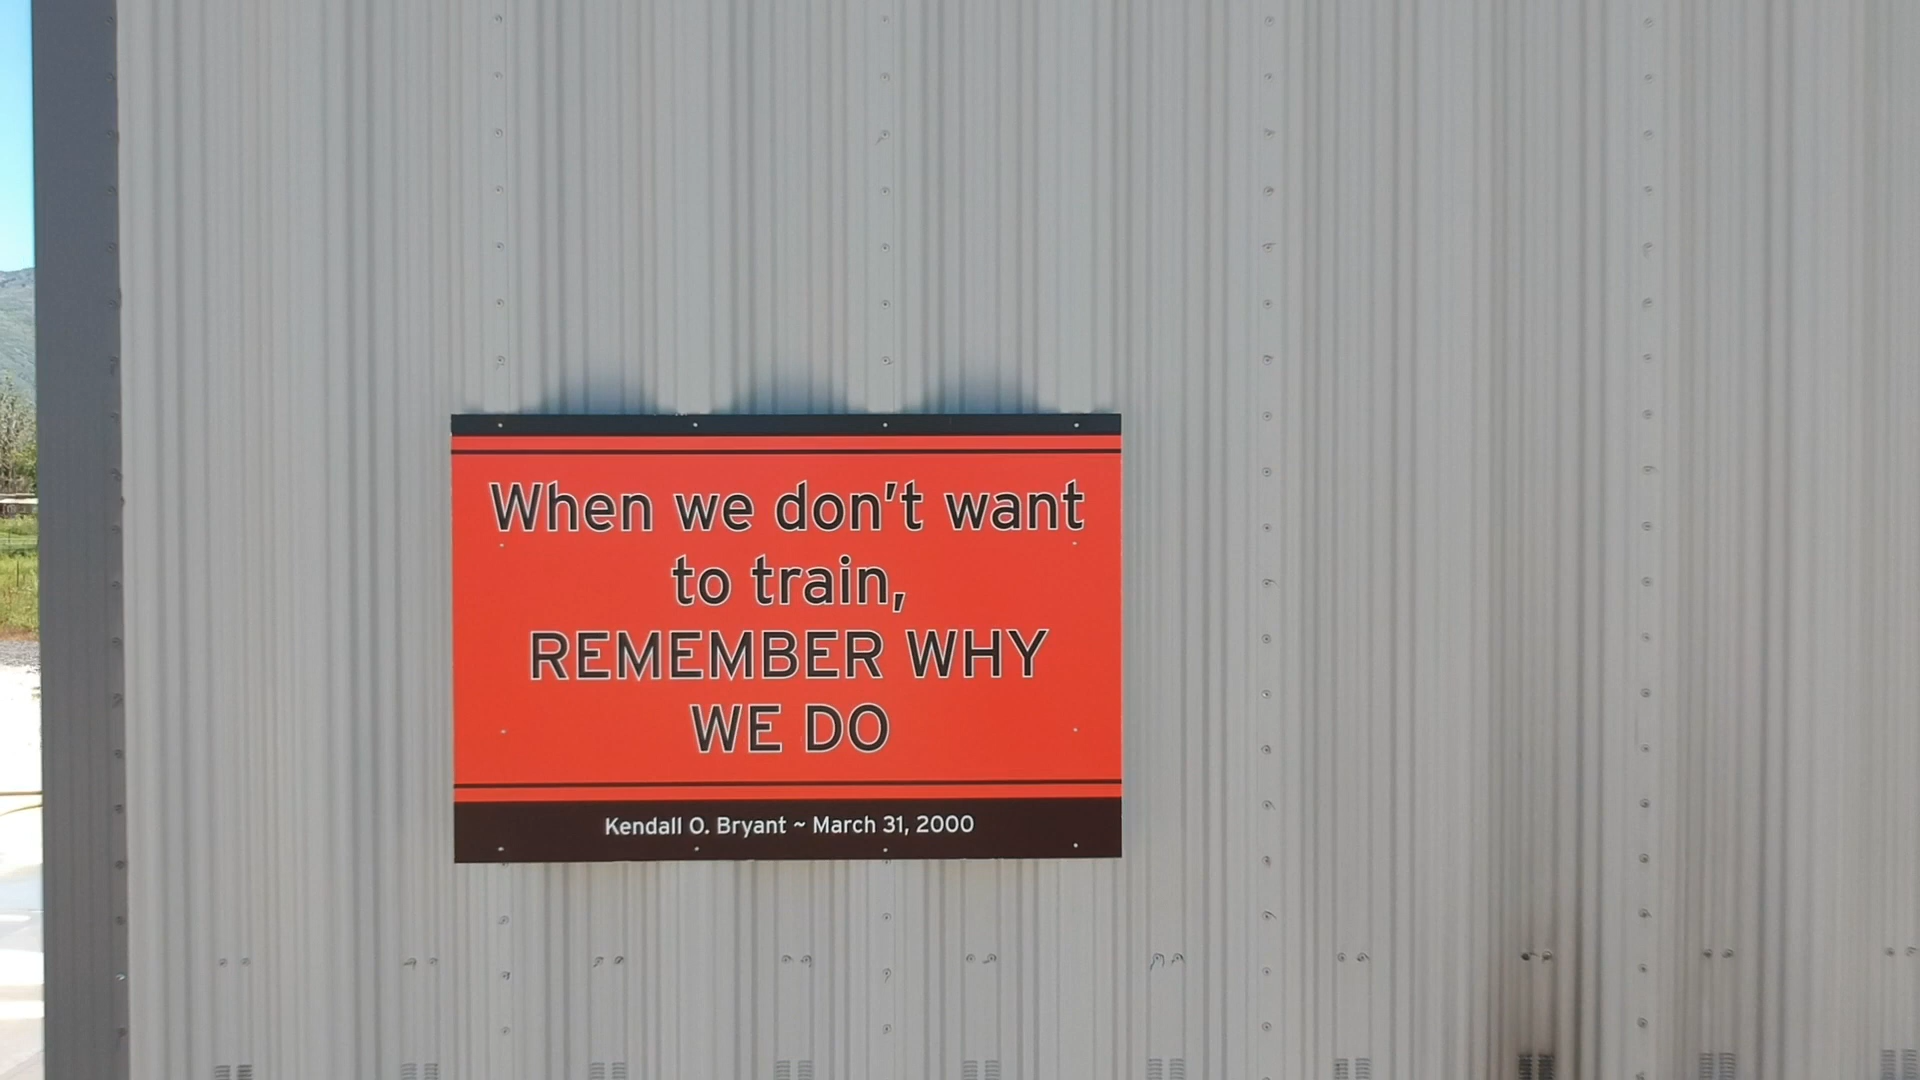 When we don't want
to train,
REMEMBER WHY
WE DO
Kendall O. Bryant ~ March 31, 2000